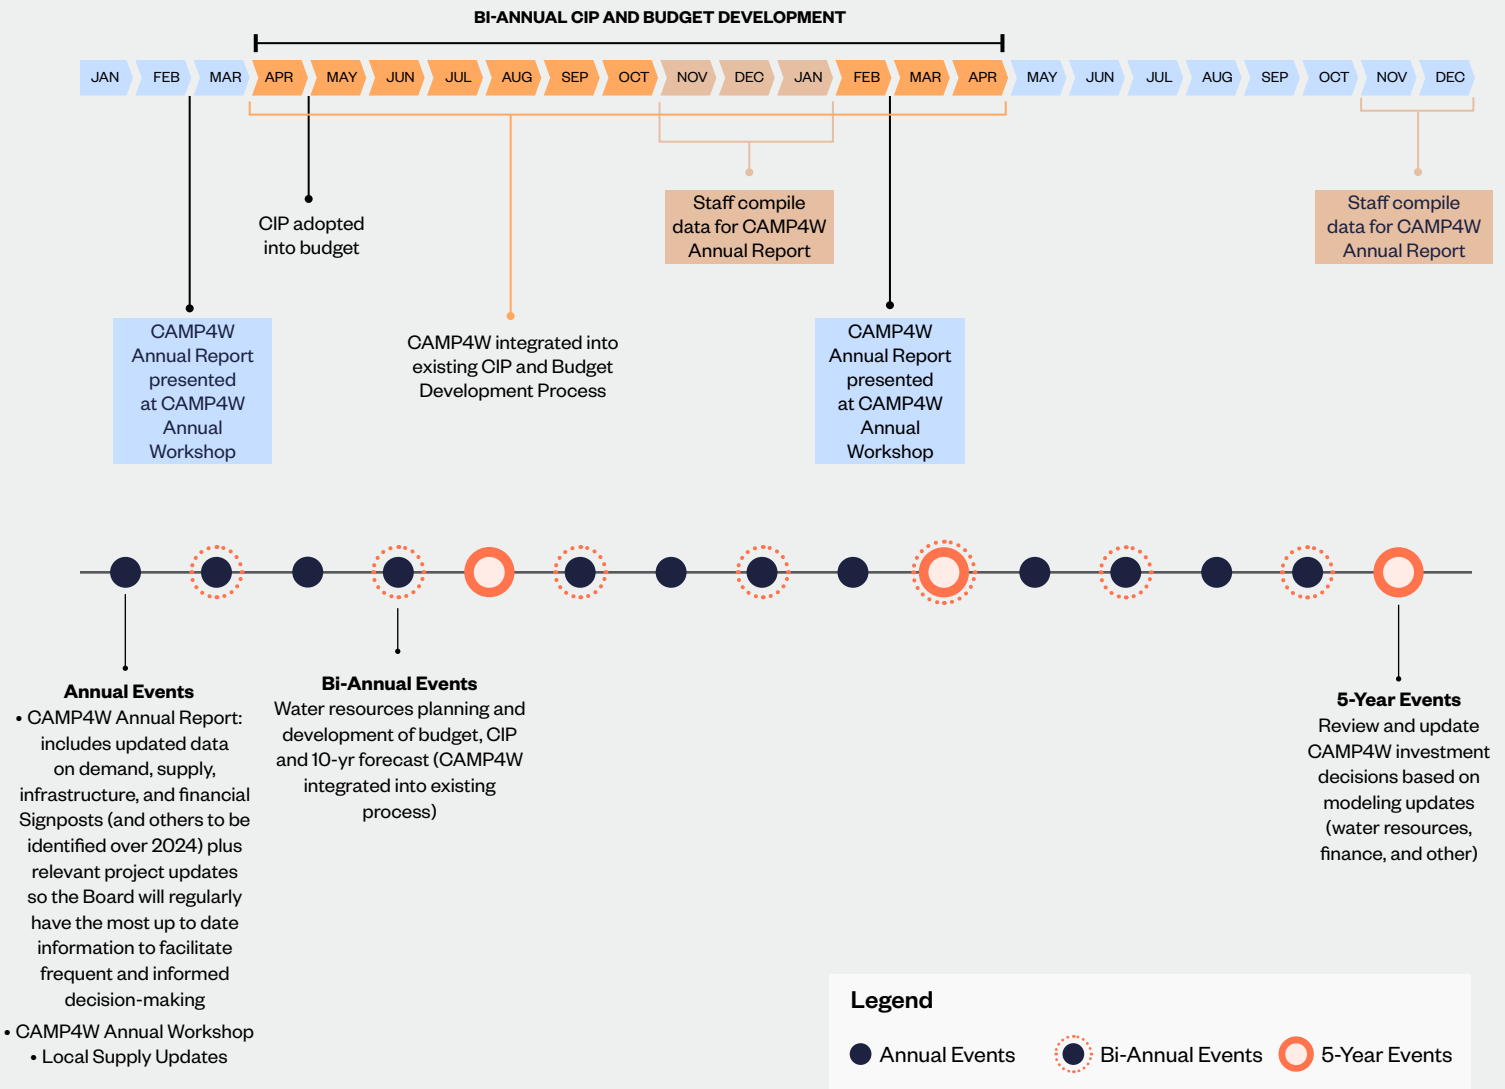 BI-ANNUAL CIP AND BUDGET DEVELOPMENT
JAN FEB MAR APR MAY JUN JUL AUG SEP OCT NOV DEC JAN FEB MAR APR MAY JUN JUL AUG SEP OCT NOV DEC
CIP adopted
into budget
Staff compile
data for CAMP4W
Annual Report
Staff compile
data for CAMP4W
Annual Report
CAMP4W
Annual Report
presented
at CAMP4W
Annual
Workshop
CAMP4W integrated into
existing CIP and Budget
Development Process
CAMP4W
Annual Report
presented
at CAMP4W
Annual
Workshop
Annual Events
• CAMP4W Annual Report:
includes updated data
on demand, supply,
infrastructure, and financial
Signposts (and others to be
identified over 2024) plus
relevant project updates
so the Board will regularly
have the most up to date
information to facilitate
frequent and informed
decision-making
• CAMP4W Annual Workshop
• Local Supply Updates
Bi-Annual Events
Water resources planning and
development of budget, CIP
and 10-yr forecast (CAMP4W
integrated into existing
process)
5-Year Events
Review and update
CAMP4W investment
decisions based on
modeling updates
(water resources,
finance, and other)
Legend
Annual Events Bi-Annual Events 5-Year Events